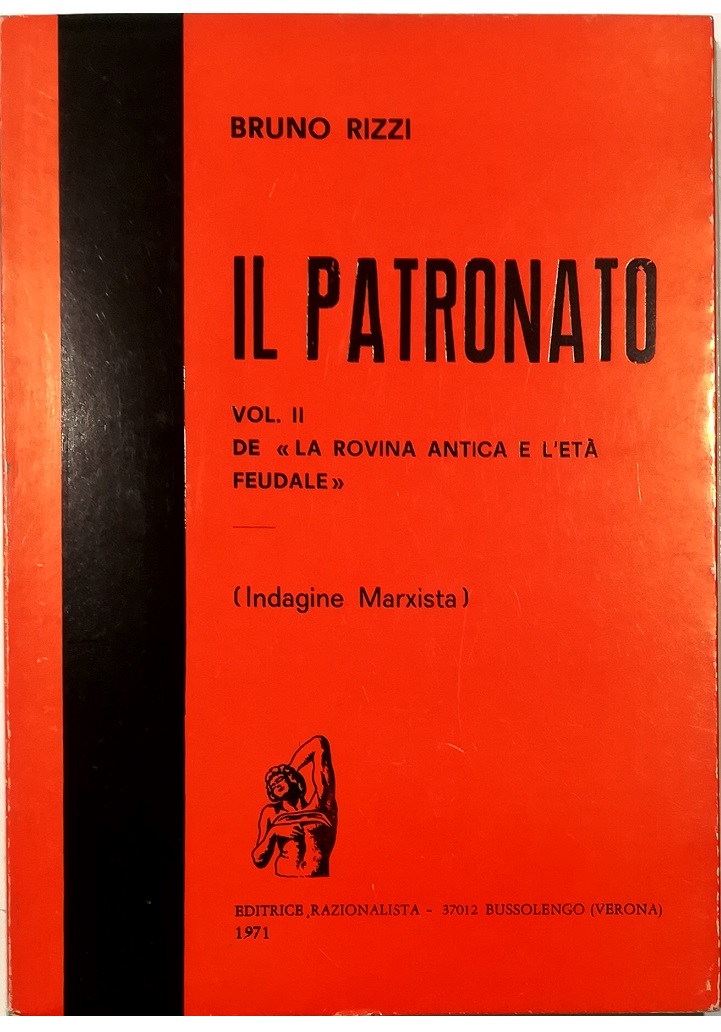 BRUNO RIZZI
IL PATRONATO
VOL. II
DE «LA ROVINA ANTICA E L'ETÀ
FEUDALE»
(Indagine Marxista)
EDITRICE RAZIONALISTA - 37012 BUSSOLENGO (VERONA)
1971